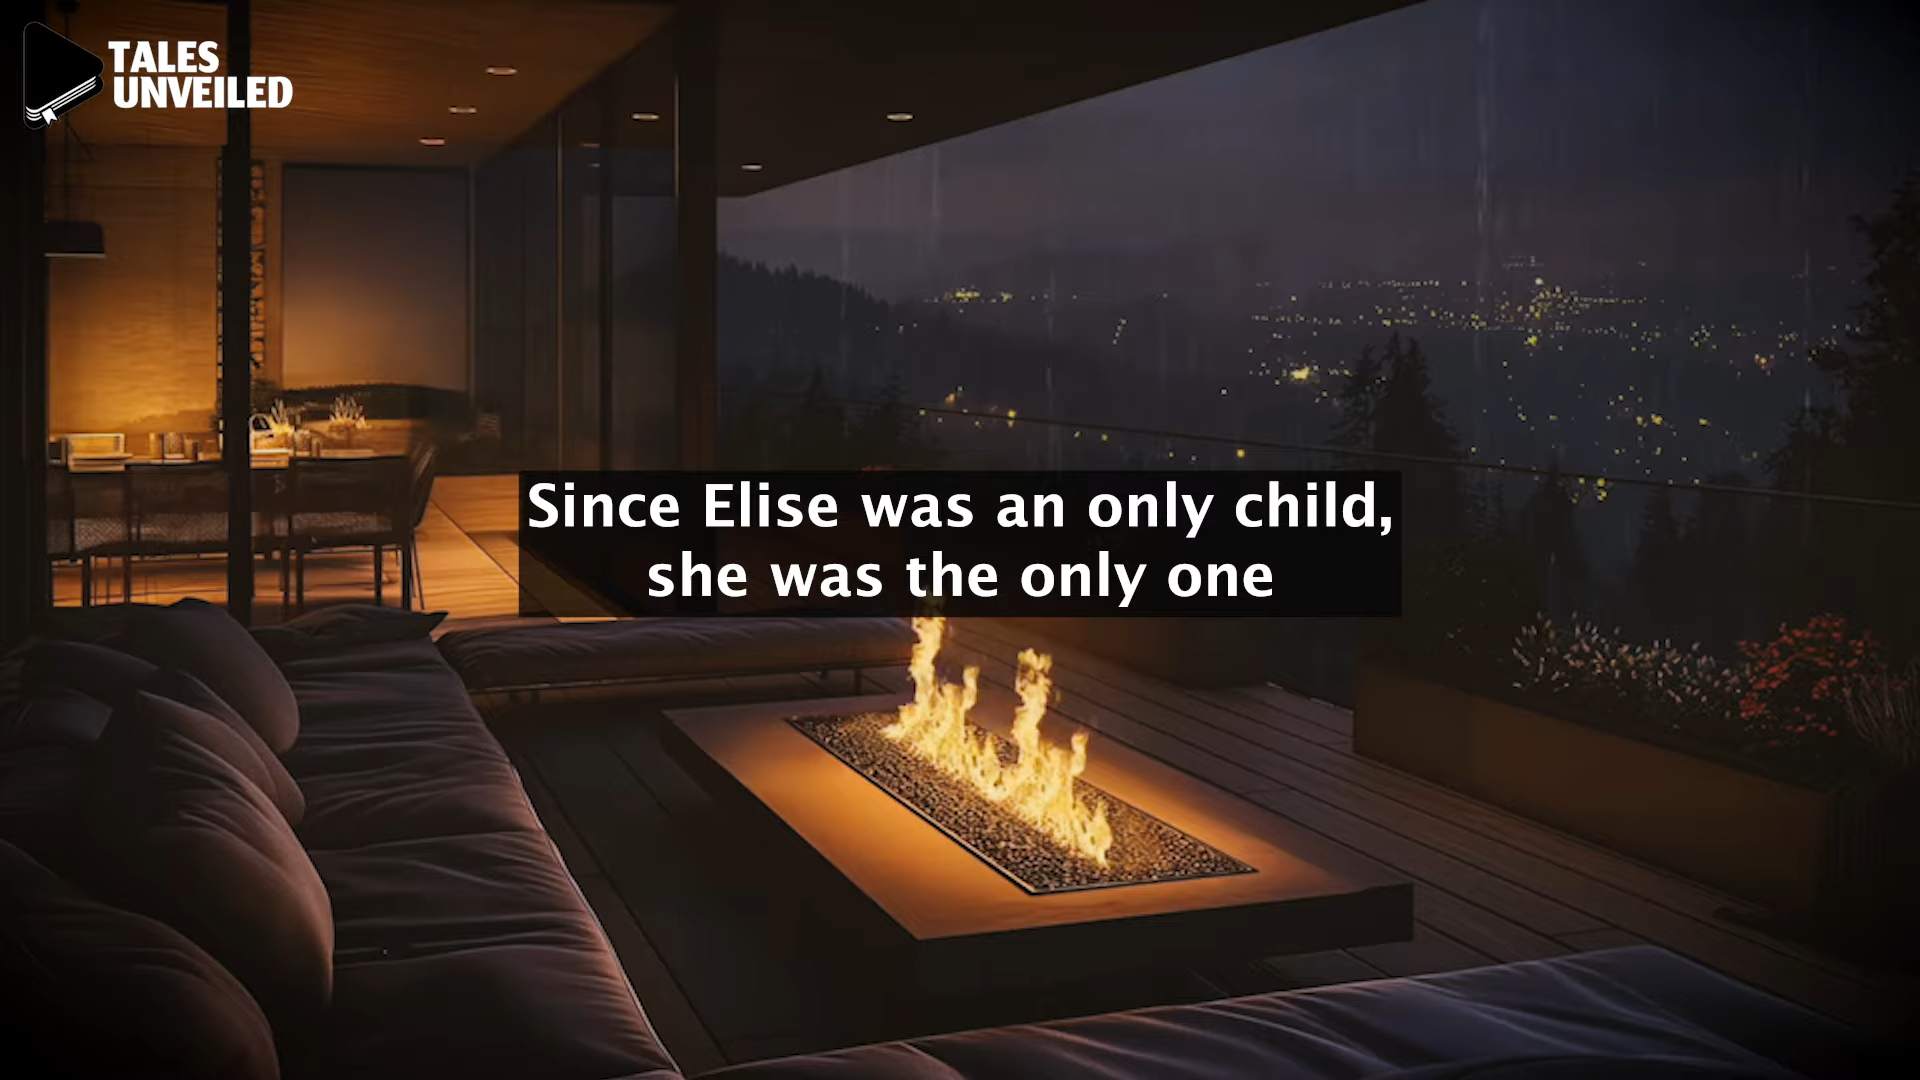 TALES
UNVEILED
Since Elise was an only child,
she was the only one